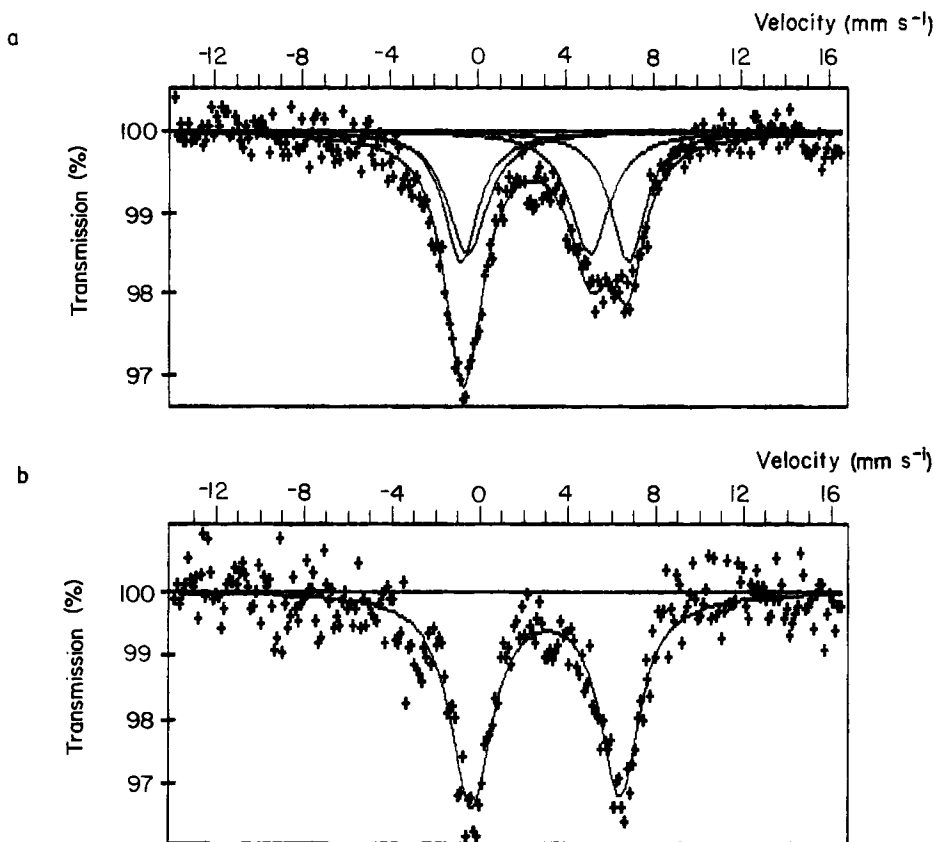 a
Velocity (mm s⁻¹)
-12 -8 -4 0 4 8 12 16
Transmission (%)
100
99
98
97
b
Velocity (mm s⁻¹)
-12 -8 -4 0 4 8 12 16
Transmission (%)
100
99
98
97